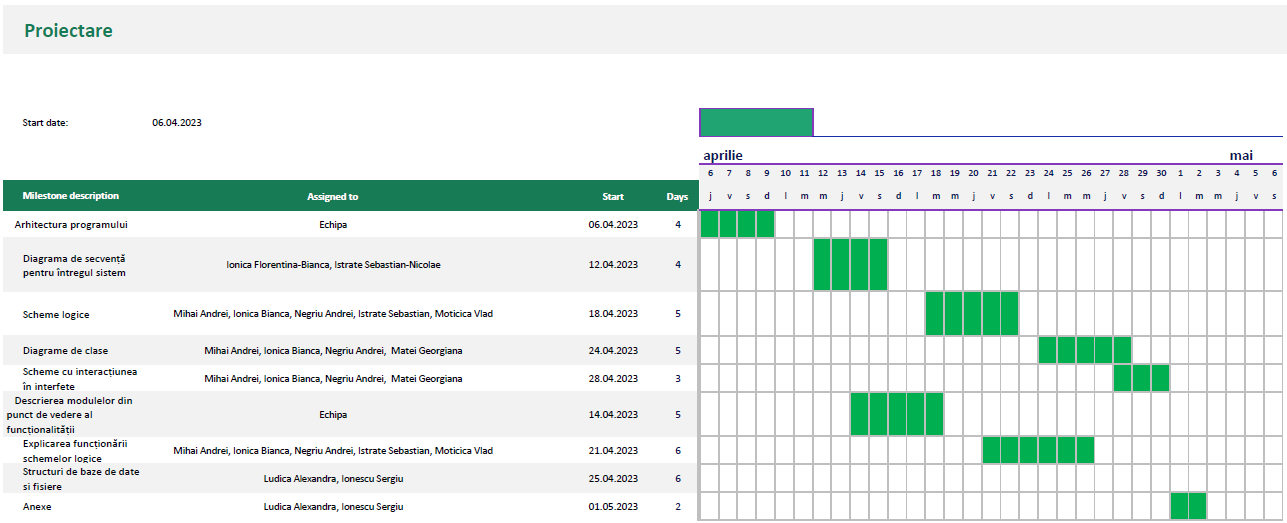 Proiectare
Start date: 06.04.2023
aprilie mai
6 7 8 9 10 11 12 13 14 15 16 17 18 19 20 21 22 23 24 25 26 27 28 29 30 1 2 3 4 5 6
Milestone description Assigned to Start Days j v s d l m m j v s d l m m j v s d l m m j v s d l m m j v s
Arhitectura programului Echipa 06.04.2023 4
Diagrama de secvență
pentru întregul sistem
Ionica Florentina-Bianca, Istrate Sebastian-Nicolae 12.04.2023 4
Scheme logice Mihai Andrei, Ionica Bianca, Negriu Andrei, Istrate Sebastian, Moticica Vlad 18.04.2023 5
Diagrame de clase Mihai Andrei, Ionica Bianca, Negriu Andrei, Matei Georgiana 24.04.2023 5
Scheme cu interacțiunea
în interfete
Mihai Andrei, Ionica Bianca, Negriu Andrei, Matei Georgiana 28.04.2023 3
Descrierea modulelor din
punct de vedere al
funcționalității
Echipa 14.04.2023 5
Explicarea funcționării
schemelor logice
Mihai Andrei, Ionica Bianca, Negriu Andrei, Istrate Sebastian, Moticica Vlad 21.04.2023 6
Structuri de baze de date
si fisiere
Ludica Alexandra, Ionescu Sergiu 25.04.2023 6
Anexe Ludica Alexandra, Ionescu Sergiu 01.05.2023 2